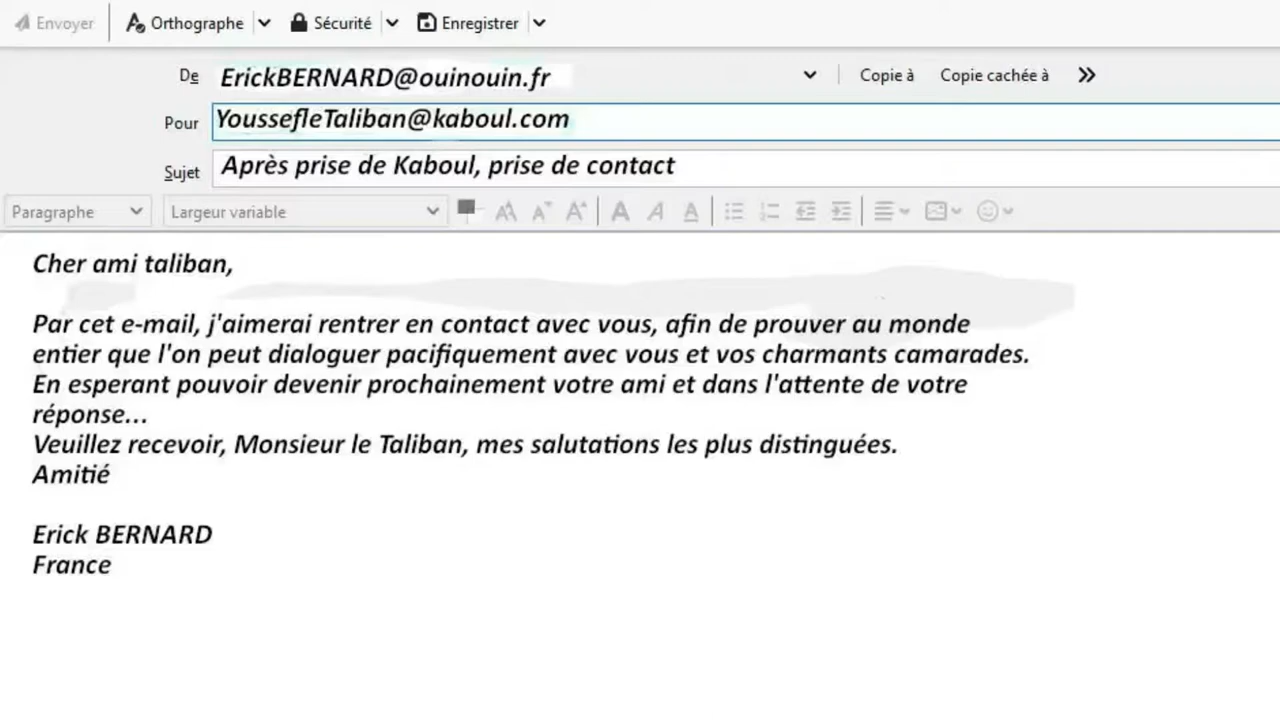 Envoyer Orthographe Sécurité Enregistrer
De ErickBERNARD@ouinouin.fr Copie à Copie cachée à »
Pour YoussefleTaliban@kaboul.com
Sujet Après prise de Kaboul, prise de contact
Paragraphe Largeur variable
Cher ami taliban,
Par cet e-mail, j'aimerai rentrer en contact avec vous, afin de prouver au monde
entier que l'on peut dialoguer pacifiquement avec vous et vos charmants camarades.
En esperant pouvoir devenir prochainement votre ami et dans l'attente de votre
réponse...
Veuillez recevoir, Monsieur le Taliban, mes salutations les plus distinguées.
Amitié
Erick BERNARD
France